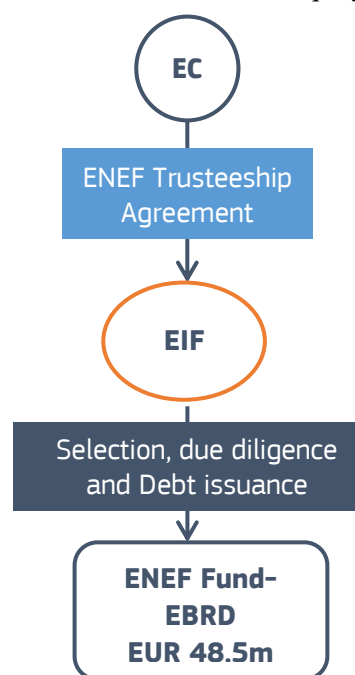 EC
ENEF Trusteeship
Agreement
EIF
Selection, due diligence
and Debt issuance
ENEF Fund-
EBRD
EUR 48.5m